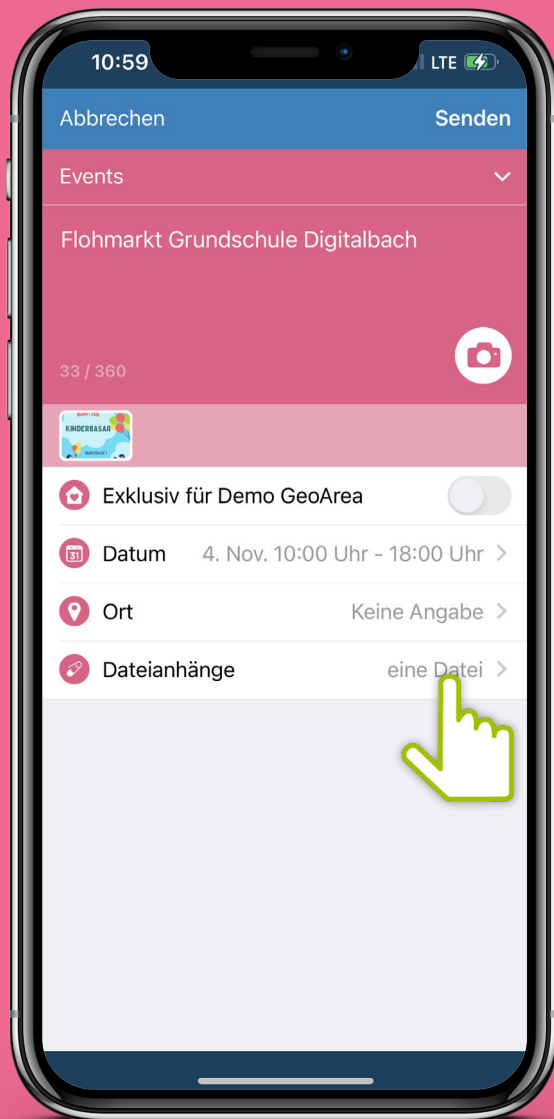 10:59
LTE
Abbrechen
Senden
Events
Flohmarkt Grundschule Digitalbach
33 / 360
KINDERBASAR
Exklusiv für Demo GeoArea
31
Datum
4. Nov. 10:00 Uhr - 18:00 Uhr
Ort
Keine Angabe
Dateianhänge
eine Datei